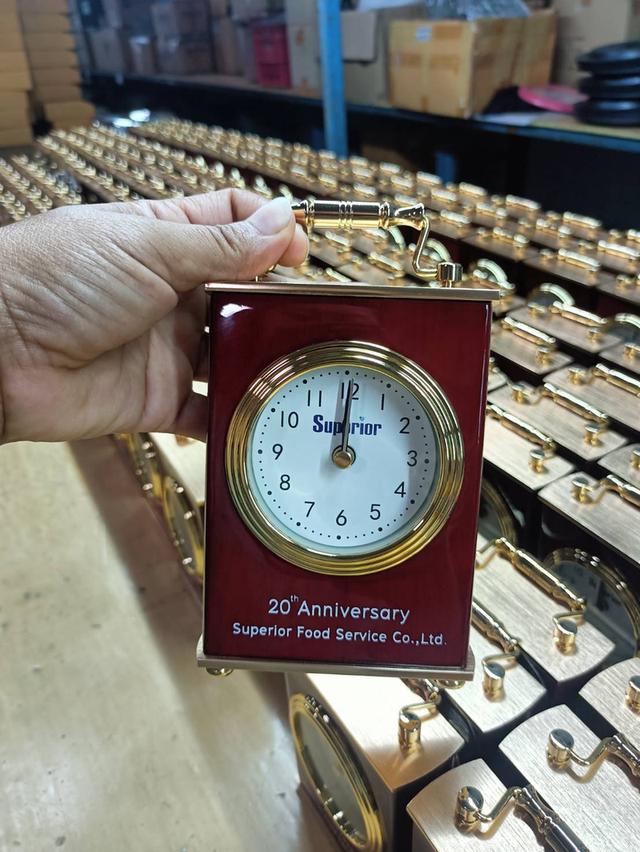 11 12 1
10 2
Superior
9 3
8 4
7 6 5
20th Anniversary
Superior Food Service Co.,Ltd.